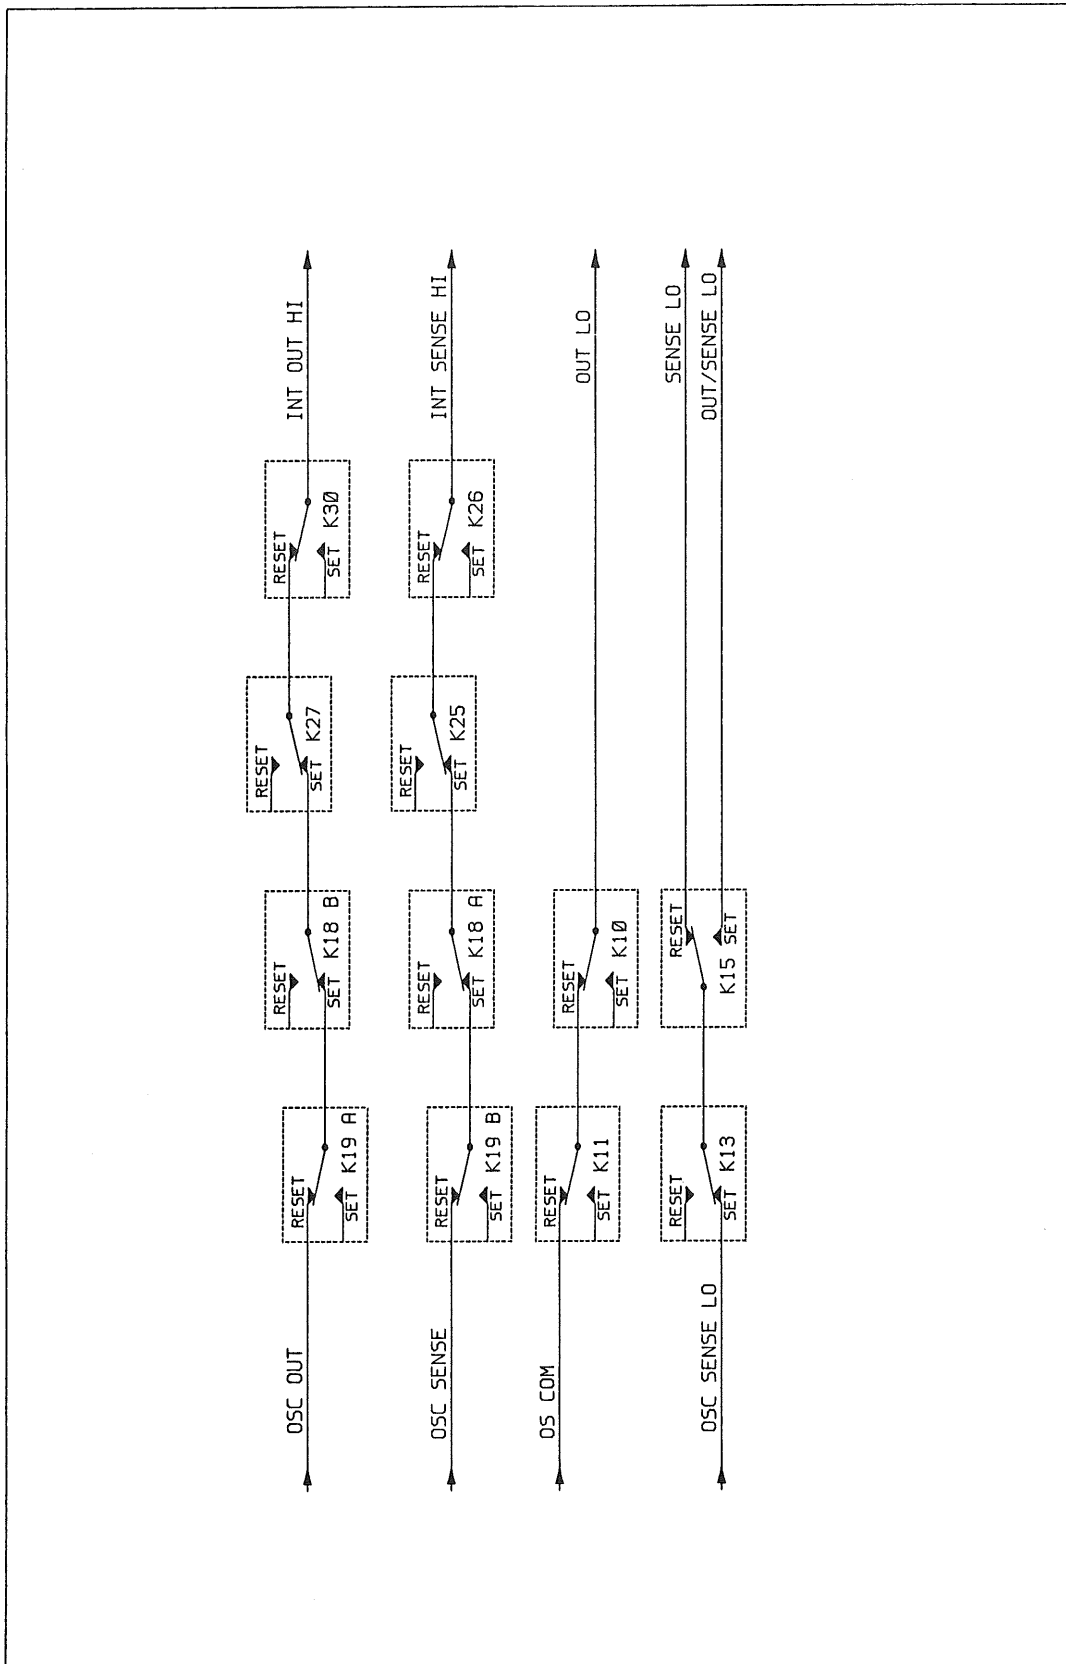 OSC OUT
RESET
SET
K19 A
RESET
SET
K18 B
RESET
SET
K27
RESET
SET
K30
INT OUT HI
OSC SENSE
RESET
SET
K19 B
RESET
SET
K18 A
RESET
SET
K25
RESET
SET
K26
INT SENSE HI
OS COM
RESET
SET
K11
RESET
SET
K10
OUT LO
OSC SENSE LO
RESET
SET
K13
RESET
K15
SET
SENSE LO
OUT/SENSE LO